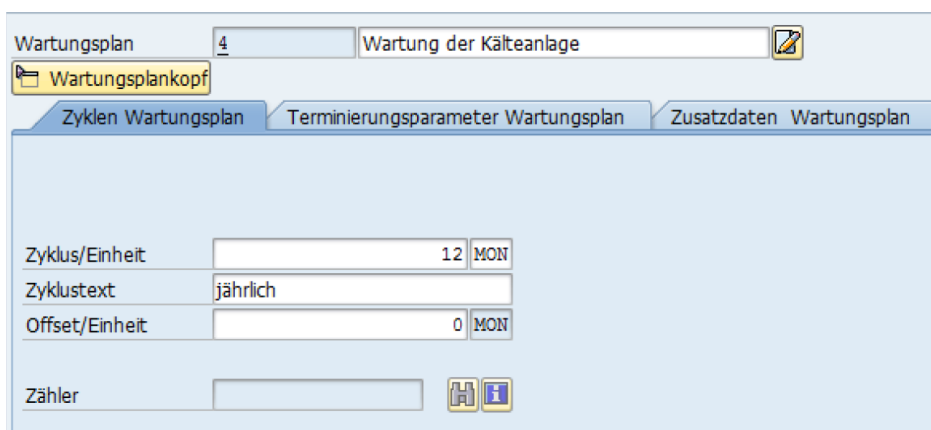 Wartungsplan 4 Wartung der Kälteanlage
Wartungsplankopf
Zyklen Wartungsplan Terminierungsparameter Wartungsplan Zusatzdaten Wartungsplan
Zyklus/Einheit 12 MON
Zyklustext jährlich
Offset/Einheit 0 MON
Zähler